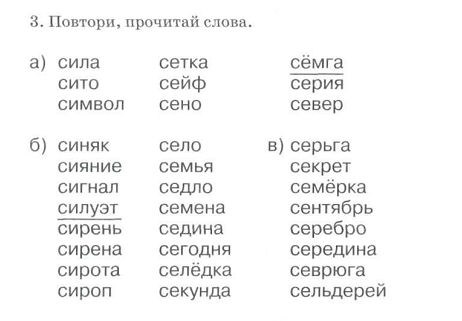 3. Повтори, прочитай слова.
а) сила сетка сёмга
сито сейф серия
символ сено север
б) синяк село в) серьга
сияние семья секрет
сигнал седло семёрка
силуэт семена сентябрь
сирень седина серебро
сирена сегодня середина
сирота селёдка севрюга
сироп секунда сельдерей